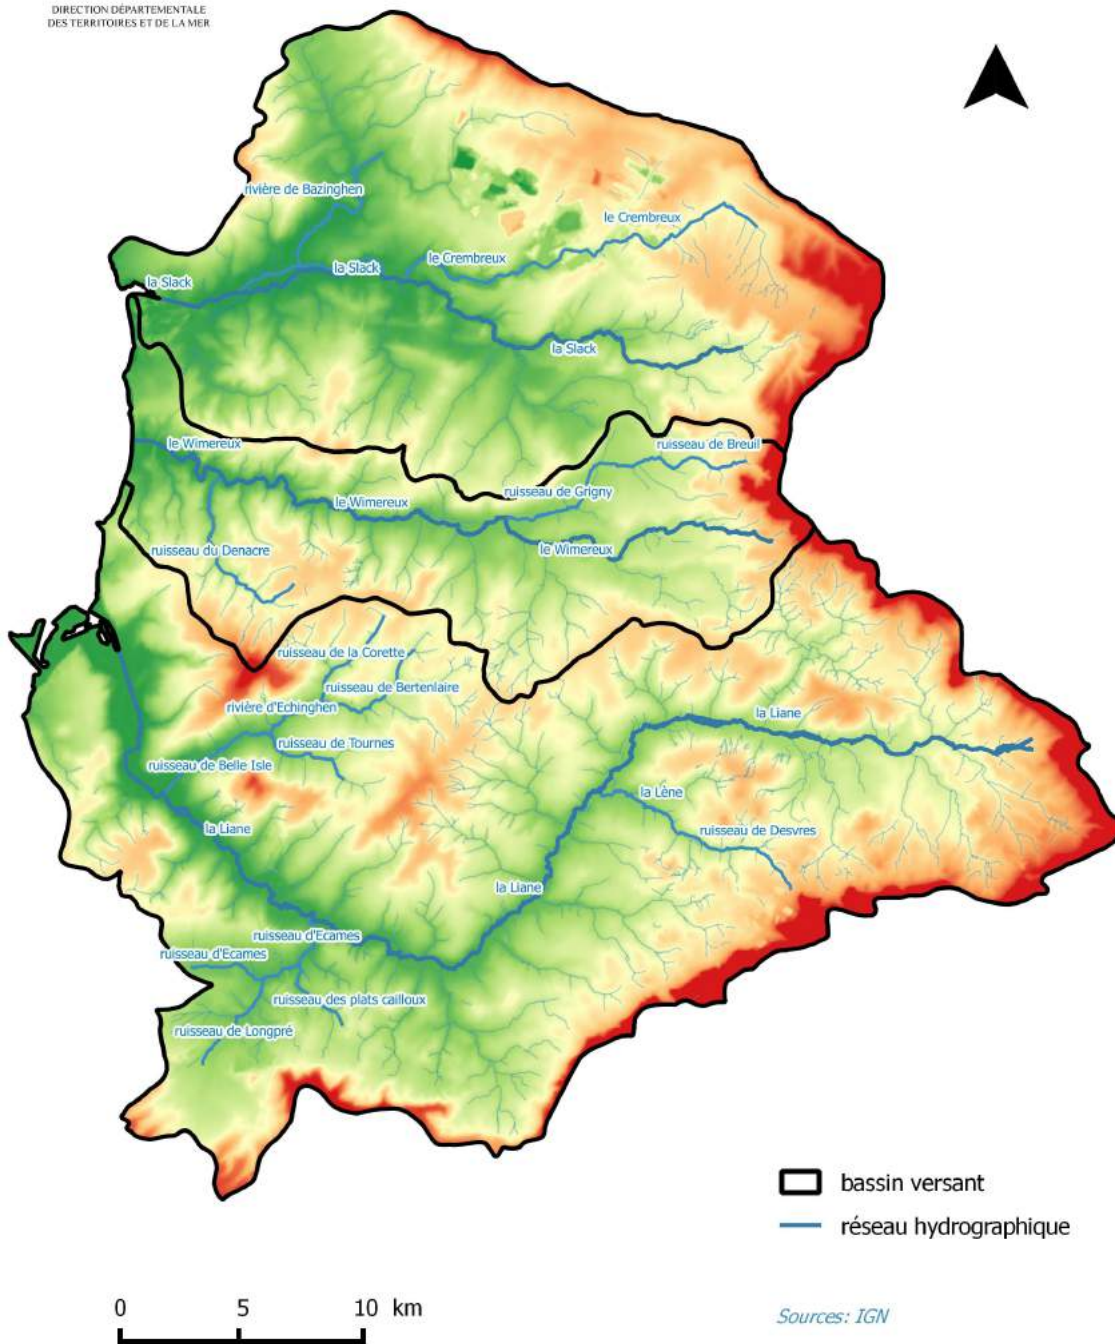 DIRECTION DÉPARTEMENTALE
DES TERRITOIRES ET DE LA MER
rivière de Bazinghen
le Crembreux
le Crembreux
la Slack
la Slack
la Slack
le Wimereux
ruisseau de Breuil
ruisseau de Grigny
le Wimereux
ruisseau du Denacre
le Wimereux
ruisseau de la Corette
ruisseau de Bertenlaire
rivière d'Echinghen
la Liane
ruisseau de Tournes
ruisseau de Belle Isle
la Lène
la Liane
ruisseau de Desvres
la Liane
ruisseau d'Ecames
ruisseau d'Ecames
ruisseau des plats cailloux
ruisseau de Longpré
bassin versant
réseau hydrographique
0 5 10 km
Sources: IGN